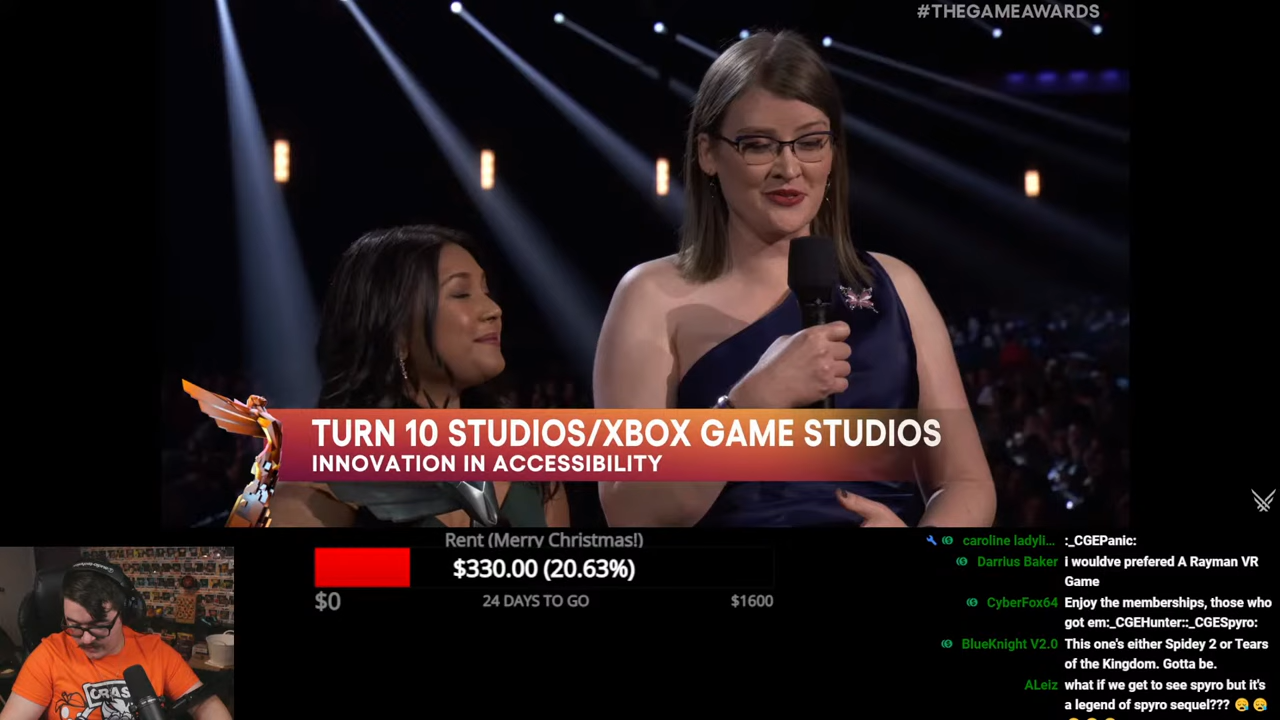 #THEGAMEAWARDS
TURN 10 STUDIOS/XBOX GAME STUDIOS
INNOVATION IN ACCESSIBILITY
Rent (Merry Christmas!)
$330.00 (20.63%)
$0 24 DAYS TO GO $1600
caroline ladyli... :_CGEPanic:
Darrius Baker I wouldve prefered A Rayman VR
Game
CyberFox64 Enjoy the memberships, those who
got em:_CGEHunter::_CGESpyro:
BlueKnight V2.0 This one's either Spidey 2 or Tears
of the Kingdom. Gotta be.
ALeiz what if we get to see spyro but it's
a legend of spyro sequel??? 😪 😪
CRAS